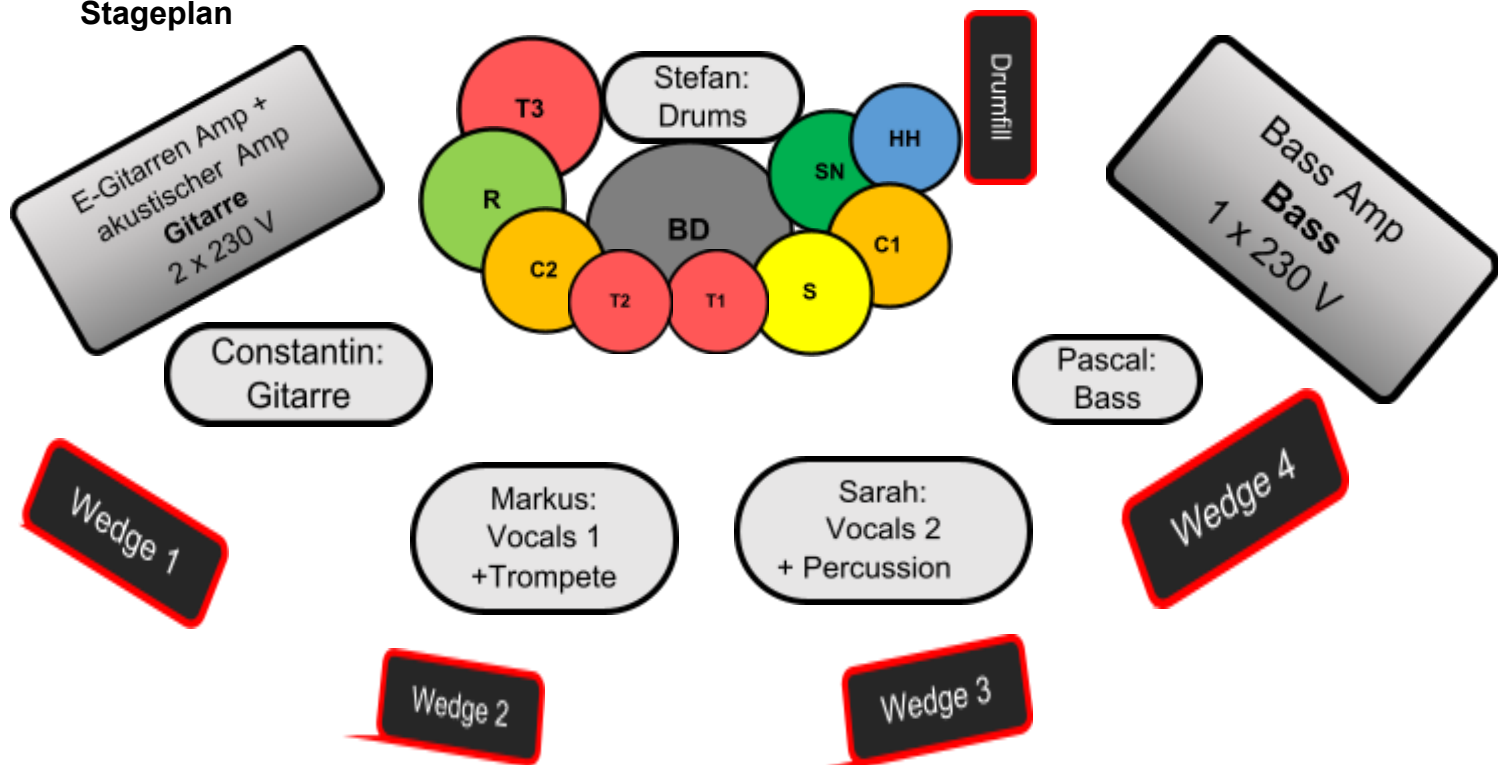 Stageplan
E-Gitarren Amp +
akustischer Amp
Gitarre
2 x 230 V
T3
Stefan:
Drums
HH
SN
R
BD
C1
C2
T2
T1
S
Drumfill
Bass Amp
Bass
1 x 230 V
Constantin:
Gitarre
Pascal:
Bass
Wedge 1
Markus:
Vocals 1
+Trompete
Sarah:
Vocals 2
+ Percussion
Wedge 4
Wedge 2
Wedge 3